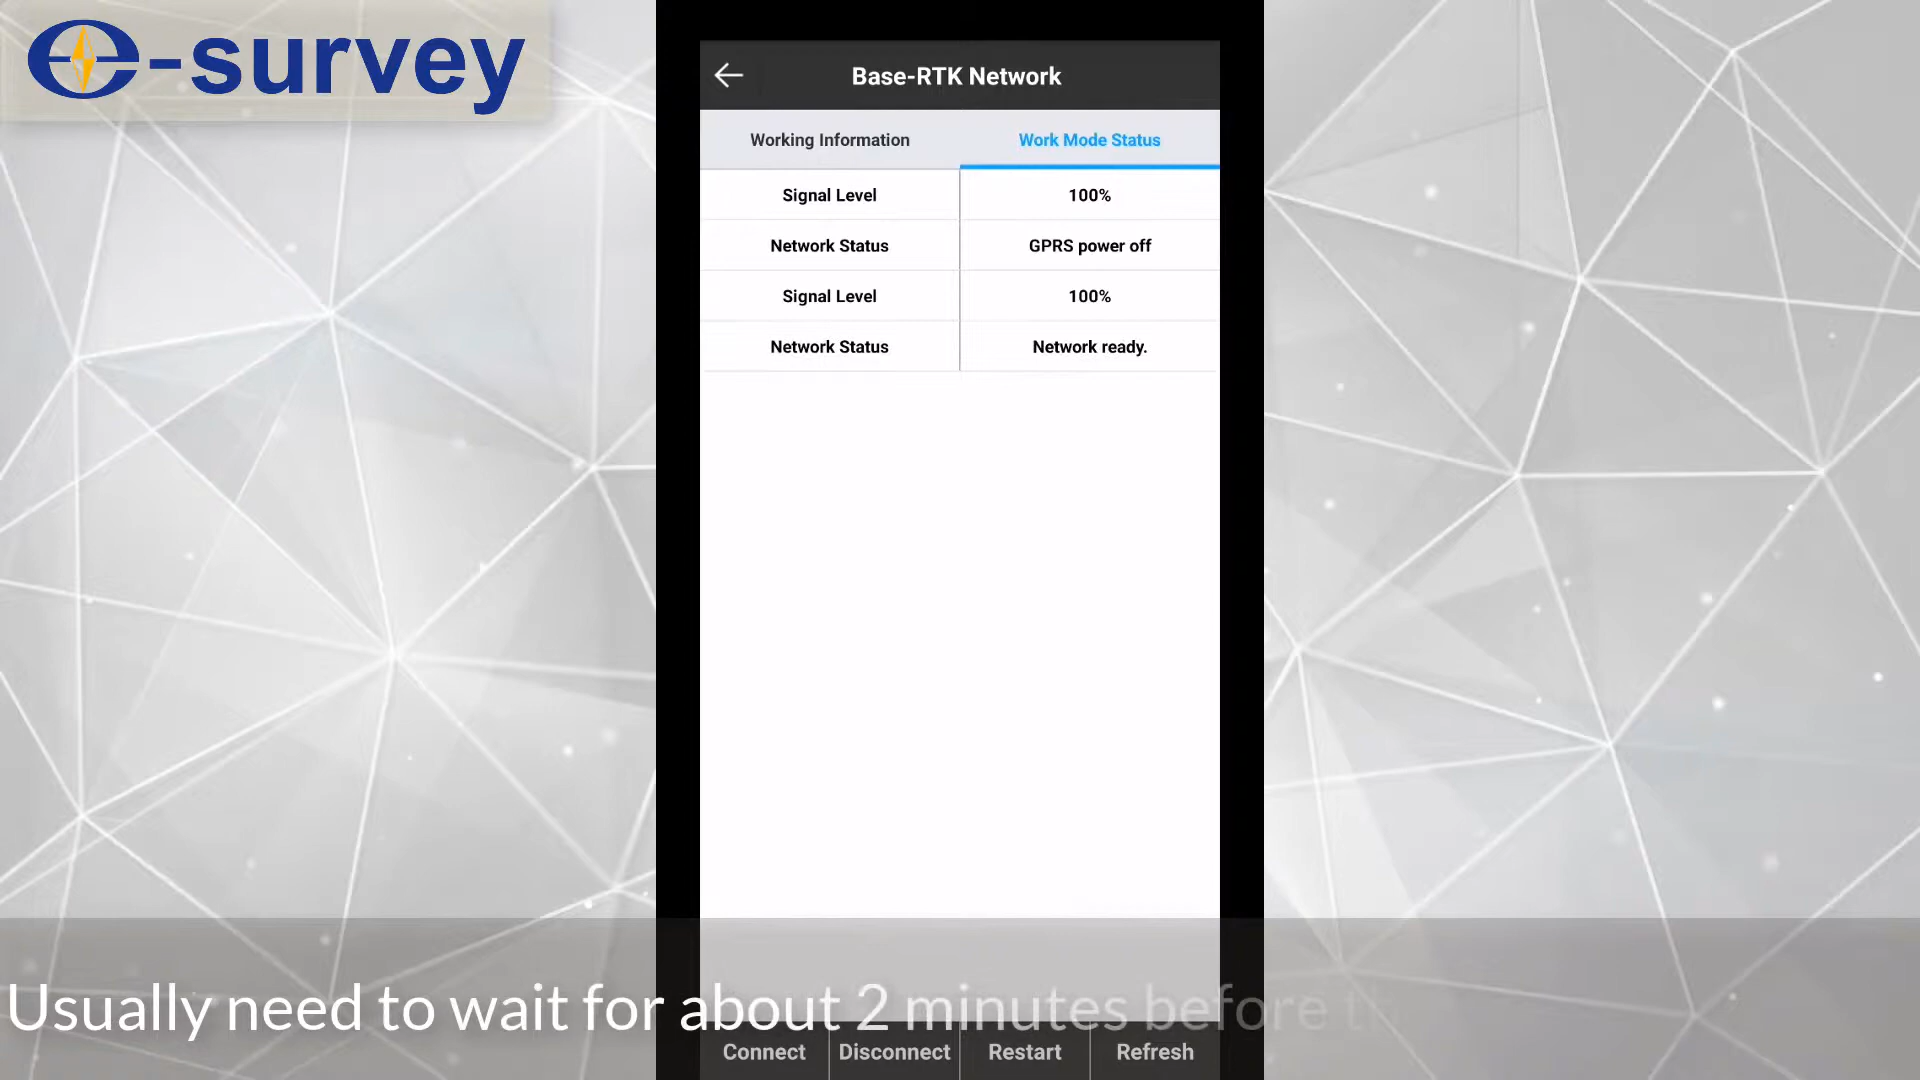 e-survey
Base-RTK Network
Working Information Work Mode Status
Signal Level 100%
Network Status GPRS power off
Signal Level 100%
Network Status Network ready.
Usually need to wait for about 2 minutes before
Connect Disconnect Restart Refresh